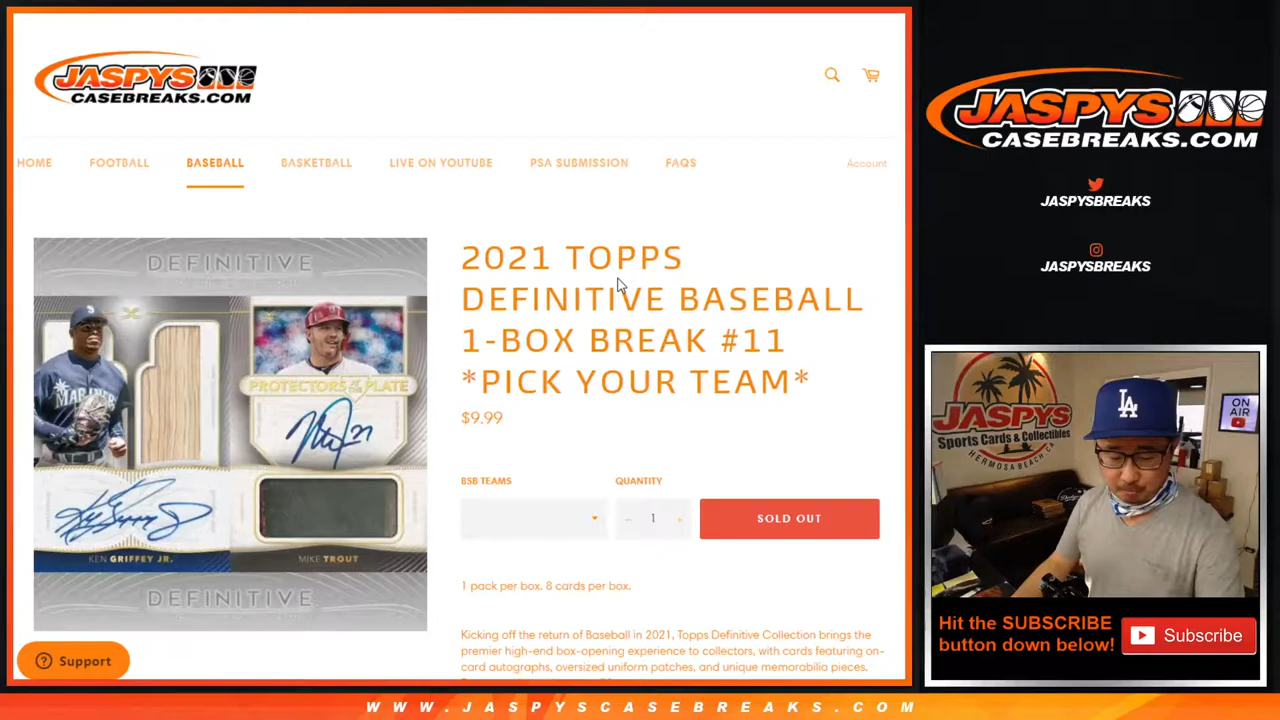 JASPYS
CASEBREAKS.COM
HOME FOOTBALL BASEBALL BASKETBALL LIVE ON YOUTUBE PSA SUBMISSION FAQS Account
DEFINITIVE
PROTECTORS OF THE PLATE
KEN GRIFFEY JR.
MIKE TROUT
DEFINITIVE
2021 TOPPS
DEFINITIVE BASEBALL
1-BOX BREAK #11
*PICK YOUR TEAM*
$9.99
BSB TEAMS QUANTITY
1 SOLD OUT
1 pack per box. 8 cards per box.
Kicking off the return of Baseball in 2021, Topps Definitive Collection brings the
premier high-end box-opening experience to collectors, with cards featuring on-
card autographs, oversized uniform patches, and unique memorabilia pieces.
Support
JASPYS
CASEBREAKS.COM
JASPYSBREAKS
JASPYSBREAKS
JASPYS
Sports Cards & Collectibles
HERMOSA BEACH, CA
LA
ON
AIR
Hit the SUBSCRIBE
button down below!
Subscribe
WWW.JASPYSCASEBREAKS.COM